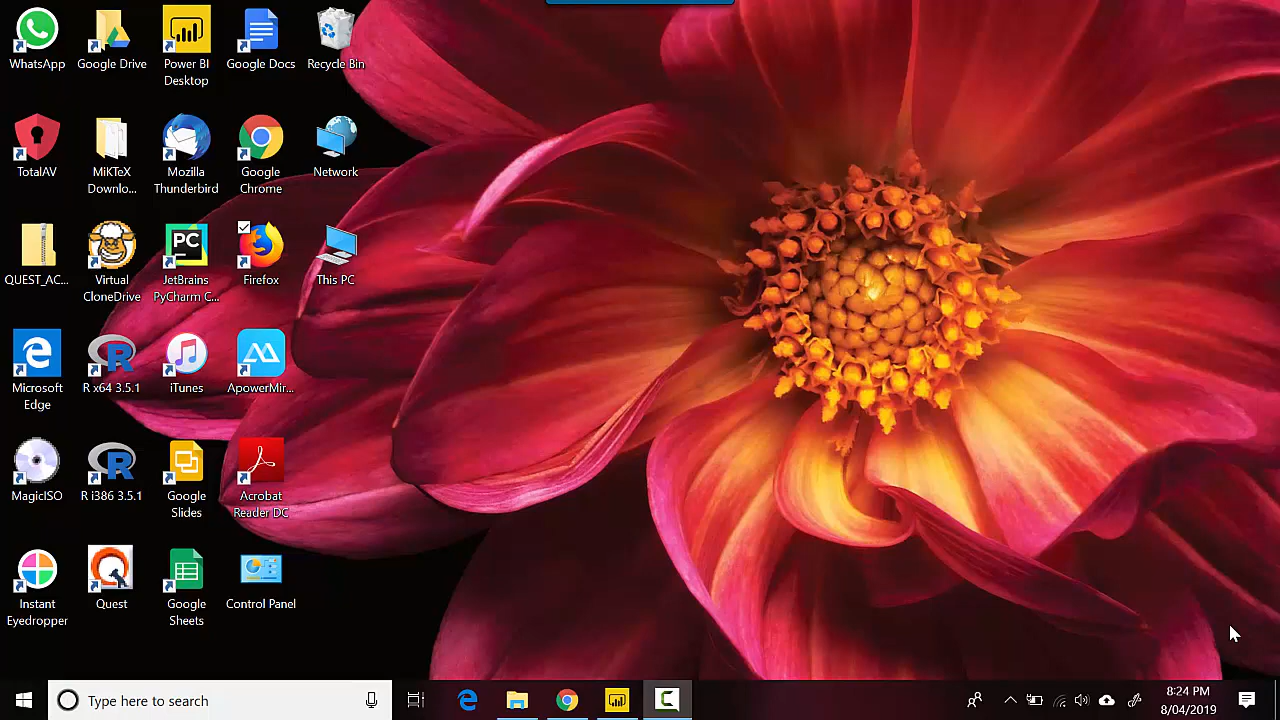 WhatsApp
Google Drive
Power BI
Desktop
Google Docs
Recycle Bin
TotalAV
MiKTeX
Downlo...
Mozilla
Thunderbird
Google
Chrome
Network
QUEST_AC...
Virtual
CloneDrive
PC
JetBrains
PyCharm C...
Firefox
This PC
Microsoft
Edge
R
R x64 3.5.1
iTunes
ApowerMir...
MagicISO
R
R i386 3.5.1
Google
Slides
Acrobat
Reader DC
Instant
Eyedropper
Quest
Google
Sheets
Control Panel
Type here to search
8:24 PM
8/04/2019